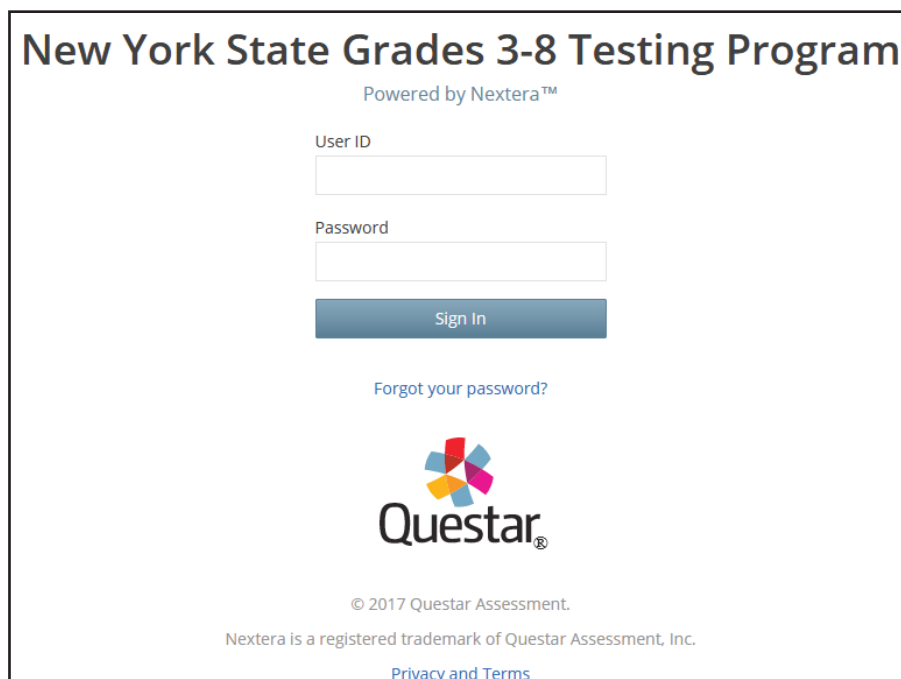 New York State Grades 3-8 Testing Program
Powered by Nextera™
User ID
Password
Sign In
Forgot your password?
Questar®
© 2017 Questar Assessment.
Nextera is a registered trademark of Questar Assessment, Inc.
Privacy and Terms